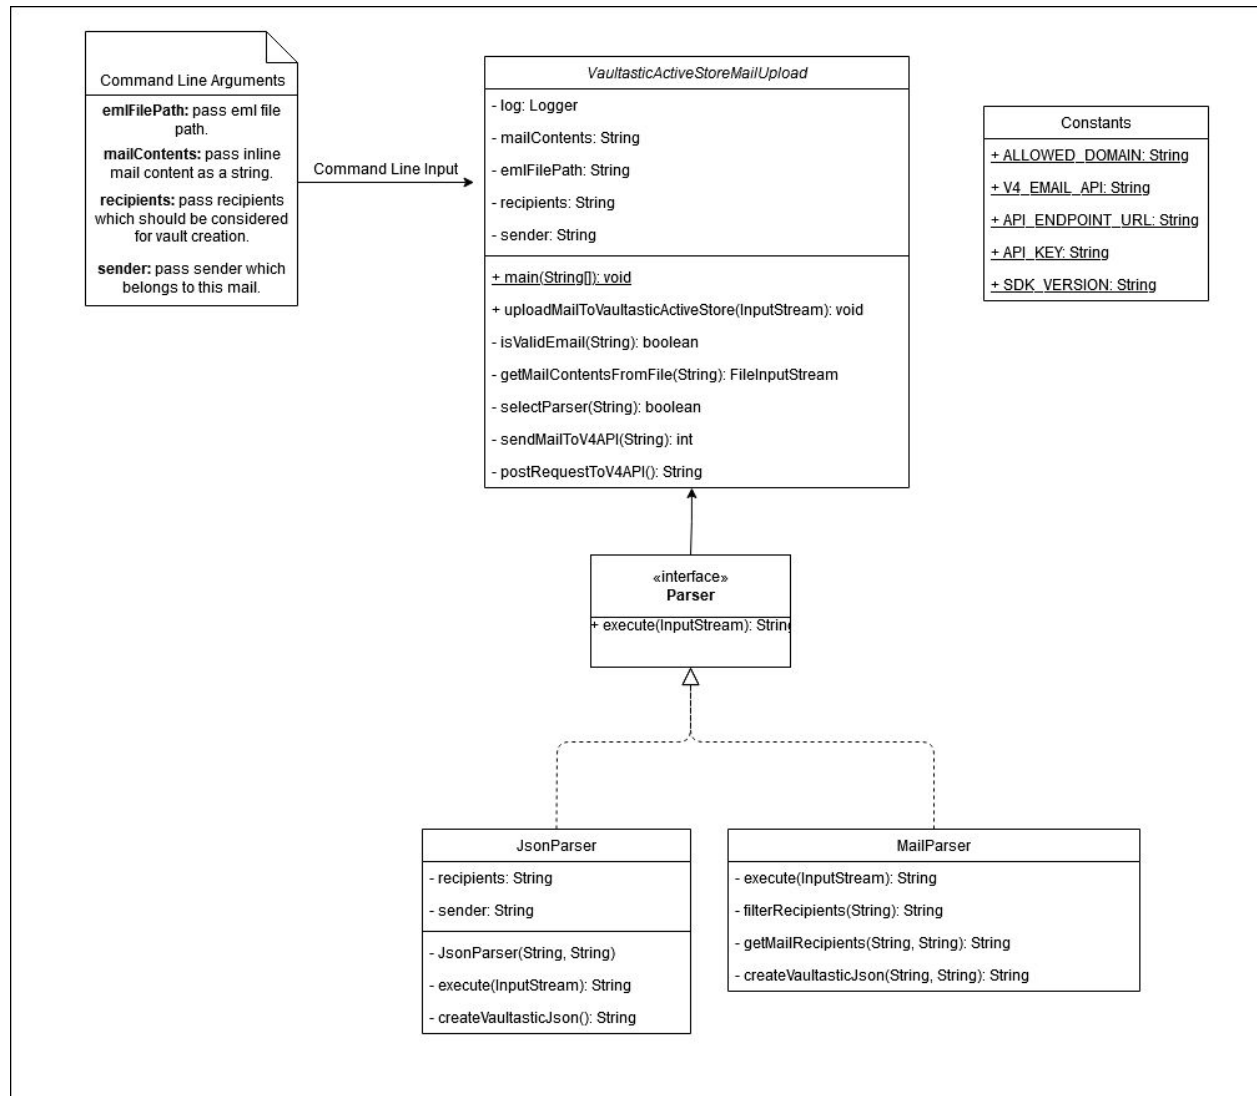 Command Line Arguments
emlFilePath: pass eml file
path.
mailContents: pass inline
mail content as a string.
recipients: pass recipients
which should be considered
for vault creation.
sender: pass sender which
belongs to this mail.
Command Line Input
VaultasticActiveStoreMailUpload
- log: Logger
- mailContents: String
- emlFilePath: String
- recipients: String
- sender: String
+ main(String[]): void
+ uploadMailToVaultasticActiveStore(InputStream): void
- isValidEmail(String): boolean
- getMailContentsFromFile(String): FileInputStream
- selectParser(String): boolean
- sendMailToV4API(String): int
- postRequestToV4API(): String
Constants
+ ALLOWED_DOMAIN: String
+ V4_EMAIL_API: String
+ API_ENDPOINT_URL: String
+ API_KEY: String
+ SDK_VERSION: String
«interface»
Parser
+ execute(InputStream): String
JsonParser
- recipients: String
- sender: String
- JsonParser(String, String)
- execute(InputStream): String
- createVaultasticJson(): String
MailParser
- execute(InputStream): String
- filterRecipients(String): String
- getMailRecipients(String, String): String
- createVaultasticJson(String, String): String